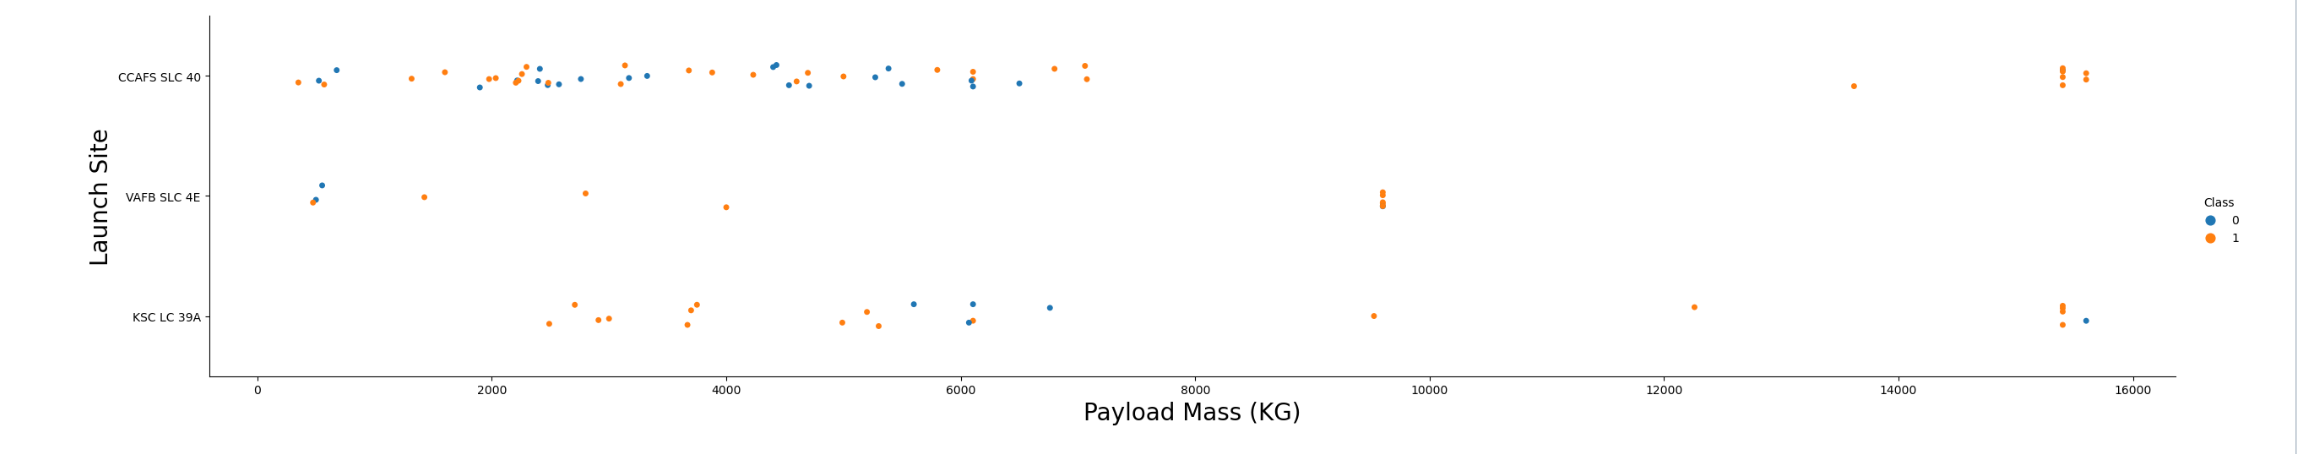 CCAFS SLC 40
VAFB SLC 4E
KSC LC 39A
Launch Site
0 2000 4000 6000 8000 10000 12000 14000 16000
Payload Mass (KG)
Class
0
1